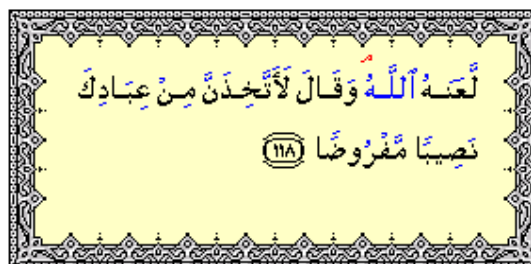 لَّعَنَهُ ٱللَّهُ ۘ وَقَالَ لَأَتَّخِذَنَّ مِنْ عِبَادِكَ
نَصِيبًا مَّفْرُوضًا ١١٨